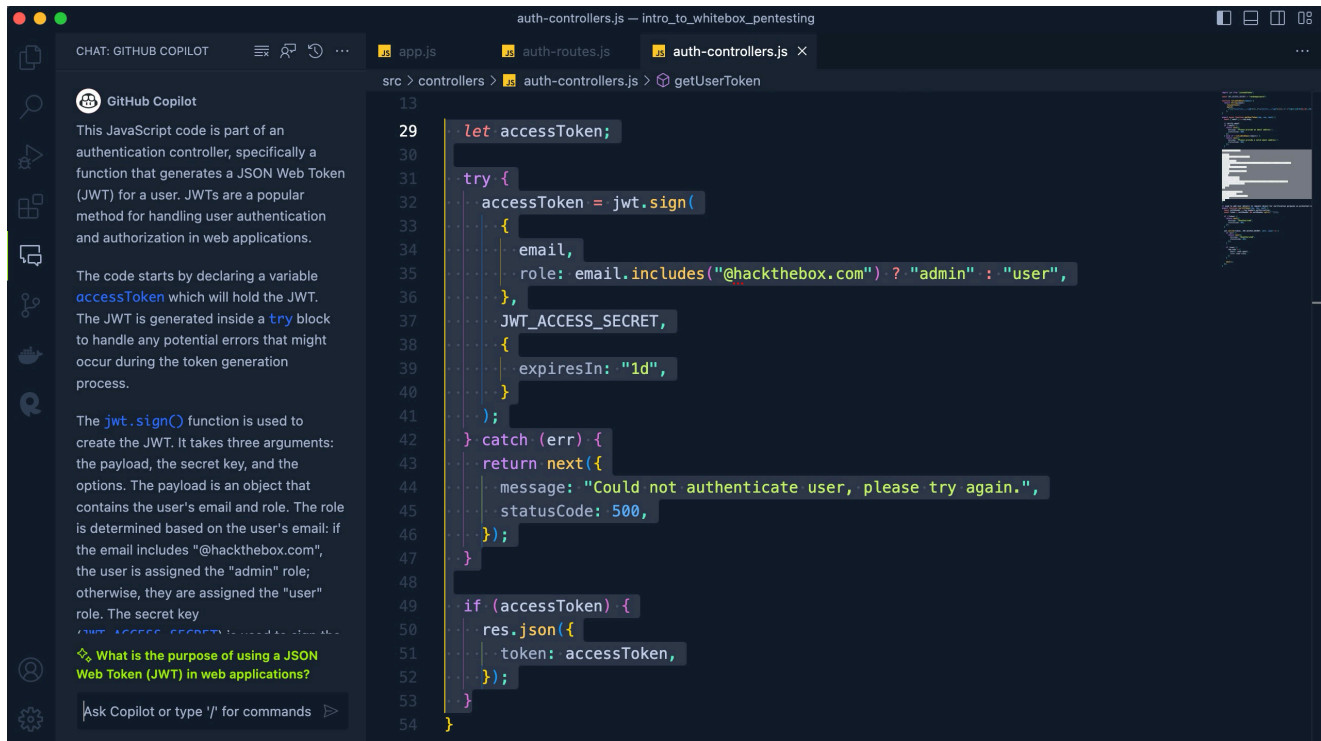 auth-controllers.js — intro_to_whitebox_pentesting
CHAT: GITHUB COPILOT
JS app.js
JS auth-routes.js
JS auth-controllers.js
src > controllers > JS auth-controllers.js > getUserToken
GitHub Copilot
This JavaScript code is part of an
authentication controller, specifically a
function that generates a JSON Web Token
(JWT) for a user. JWTs are a popular
method for handling user authentication
and authorization in web applications.
The code starts by declaring a variable
accessToken which will hold the JWT.
The JWT is generated inside a try block
to handle any potential errors that might
occur during the token generation
process.
The jwt.sign() function is used to
create the JWT. It takes three arguments:
the payload, the secret key, and the
options. The payload is an object that
contains the user's email and role. The role
is determined based on the user's email: if
the email includes "@hackthebox.com",
the user is assigned the "admin" role;
otherwise, they are assigned the "user"
role. The secret key
(JWT_ACCESS_SECRET) is used to sign the
What is the purpose of using a JSON
Web Token (JWT) in web applications?
Ask Copilot or type '/' for commands
13
29 let accessToken;
30
31 try {
32 accessToken = jwt.sign(
33 {
34 email,
35 role: email.includes("@hackthebox.com") ? "admin" : "user",
36 },
37 JWT_ACCESS_SECRET,
38 {
39 expiresIn: "1d",
40 }
41 );
42 } catch (err) {
43 return next({
44 message: "Could not authenticate user, please try again.",
45 statusCode: 500,
46 });
47 }
48
49 if (accessToken) {
50 res.json({
51 token: accessToken,
52 });
53 }
54 }